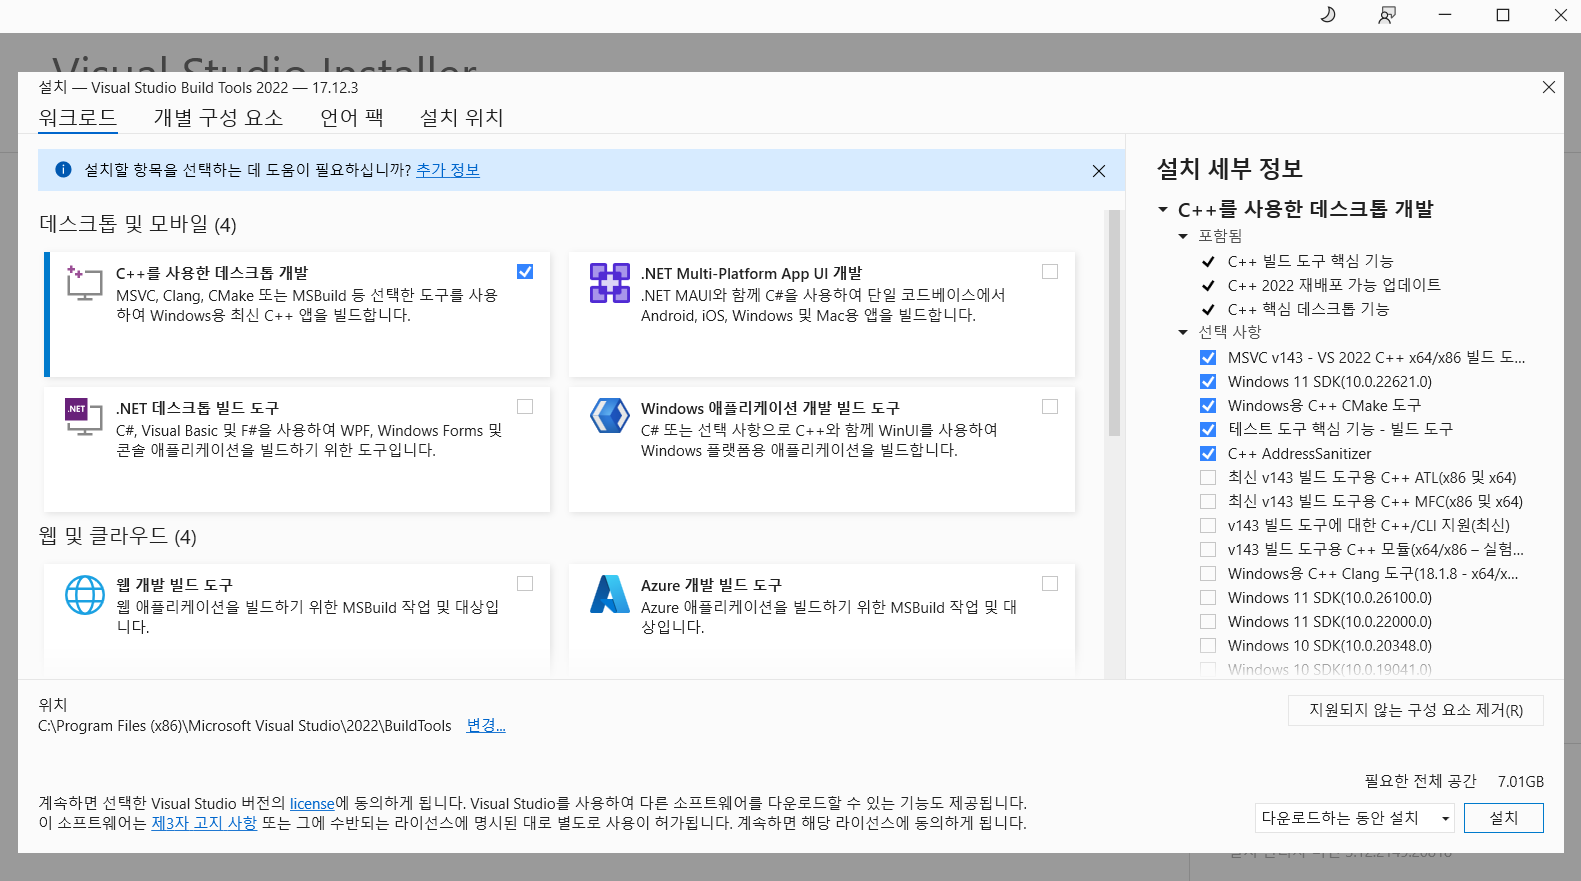 Visual Studio Installer
설치 — Visual Studio Build Tools 2022 — 17.12.3
워크로드 개별 구성 요소 언어 팩 설치 위치
설치할 항목을 선택하는 데 도움이 필요하십니까? 추가 정보
데스크톱 및 모바일 (4)
C++를 사용한 데스크톱 개발
MSVC, Clang, CMake 또는 MSBuild 등 선택한 도구를 사용
하여 Windows용 최신 C++ 앱을 빌드합니다.
.NET Multi-Platform App UI 개발
.NET MAUI와 함께 C#을 사용하여 단일 코드베이스에서
Android, iOS, Windows 및 Mac용 앱을 빌드합니다.
.NET
.NET 데스크톱 빌드 도구
C#, Visual Basic 및 F#을 사용하여 WPF, Windows Forms 및
콘솔 애플리케이션을 빌드하기 위한 도구입니다.
Windows 애플리케이션 개발 빌드 도구
C# 또는 선택 사항으로 C++와 함께 WinUI를 사용하여
Windows 플랫폼용 애플리케이션을 빌드합니다.
웹 및 클라우드 (4)
웹 개발 빌드 도구
웹 애플리케이션을 빌드하기 위한 MSBuild 작업 및 대상입
니다.
Azure 개발 빌드 도구
Azure 애플리케이션을 빌드하기 위한 MSBuild 작업 및 대
상입니다.
설치 세부 정보
C++를 사용한 데스크톱 개발
포함됨
C++ 빌드 도구 핵심 기능
C++ 2022 재배포 가능 업데이트
C++ 핵심 데스크톱 기능
선택 사항
MSVC v143 - VS 2022 C++ x64/x86 빌드 도...
Windows 11 SDK(10.0.22621.0)
Windows용 C++ CMake 도구
테스트 도구 핵심 기능 - 빌드 도구
C++ AddressSanitizer
최신 v143 빌드 도구용 C++ ATL(x86 및 x64)
최신 v143 빌드 도구용 C++ MFC(x86 및 x64)
v143 빌드 도구에 대한 C++/CLI 지원(최신)
v143 빌드 도구용 C++ 모듈(x64/x86 – 실험...
Windows용 C++ Clang 도구(18.1.8 - x64/x...
Windows 11 SDK(10.0.26100.0)
Windows 11 SDK(10.0.22000.0)
Windows 10 SDK(10.0.20348.0)
Windows 10 SDK(10.0.19041.0)
위치
C:\Program Files (x86)\Microsoft Visual Studio\2022\BuildTools 변경...
지원되지 않는 구성 요소 제거(R)
필요한 전체 공간 7.01GB
계속하면 선택한 Visual Studio 버전의 license에 동의하게 됩니다. Visual Studio를 사용하여 다른 소프트웨어를 다운로드할 수 있는 기능도 제공됩니다.
이 소프트웨어는 제3자 고지 사항 또는 그에 수반되는 라이선스에 명시된 대로 별도로 사용이 허가됩니다. 계속하면 해당 라이선스에 동의하게 됩니다.
다운로드하는 동안 설치 설치